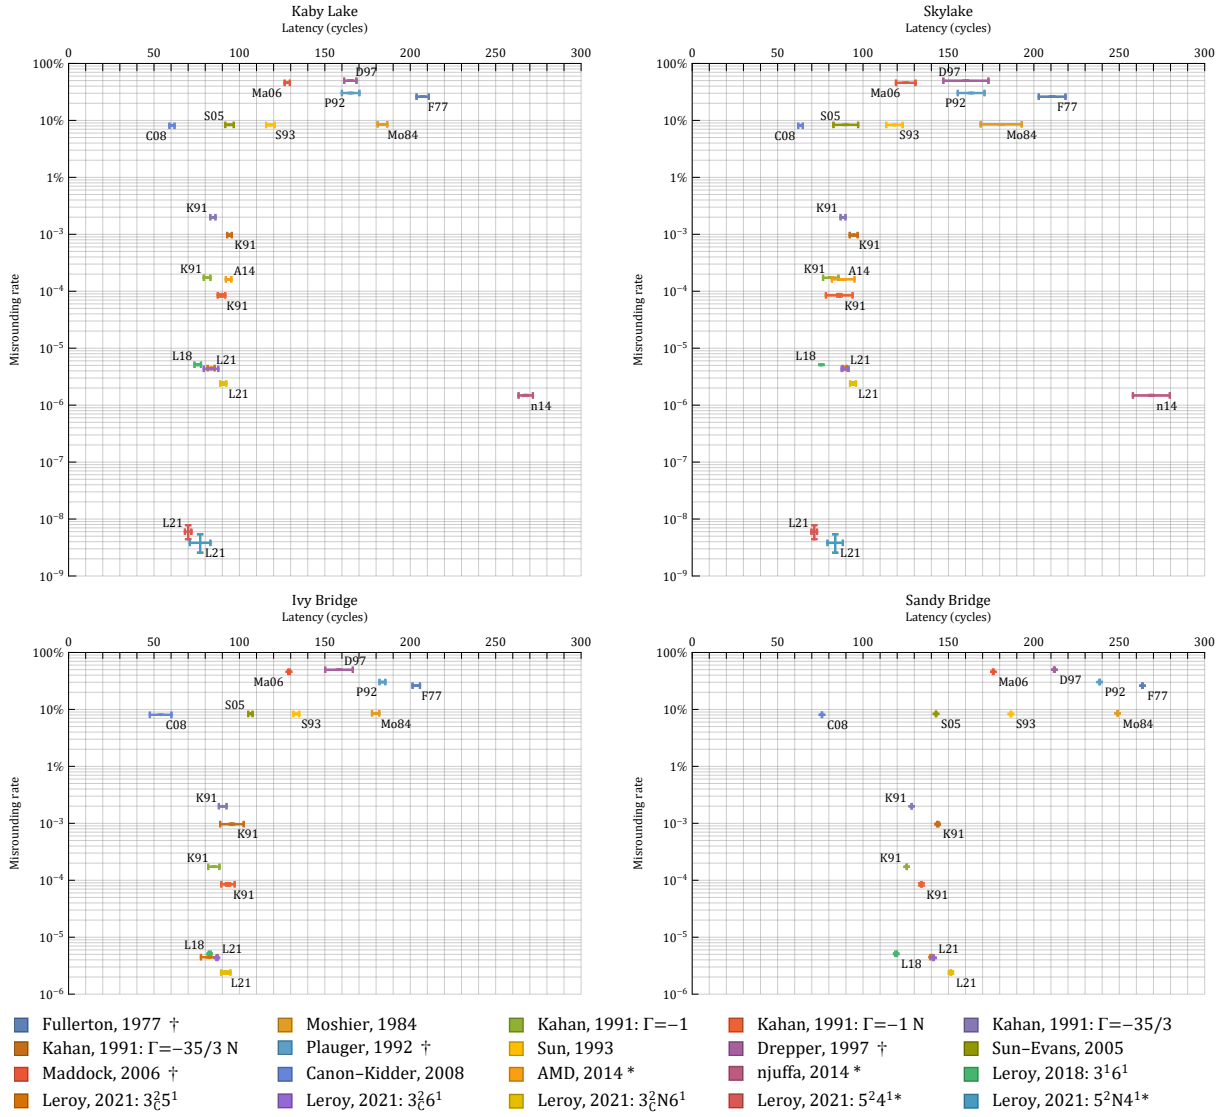 Kaby Lake
Latency (cycles)
0 50 100 150 200 250 300
100%
10%
1%
10⁻³
10⁻⁴
10⁻⁵
10⁻⁶
10⁻⁷
10⁻⁸
10⁻⁹
Misrounding rate
D97
Ma06
P92
F77
S05
C08
S93
Mo84
K91
K91
K91
A14
K91
L18
L21
L21
n14
L21
L21
Skylake
Latency (cycles)
0 50 100 150 200 250 300
100%
10%
1%
10⁻³
10⁻⁴
10⁻⁵
10⁻⁶
10⁻⁷
10⁻⁸
10⁻⁹
Misrounding rate
D97
Ma06
P92
F77
S05
C08
S93
Mo84
K91
K91
K91
A14
K91
L18
L21
L21
n14
L21
L21
Ivy Bridge
Latency (cycles)
0 50 100 150 200 250 300
100%
10%
1%
10⁻³
10⁻⁴
10⁻⁵
10⁻⁶
Misrounding rate
D97
Ma06
P92
F77
S05
C08
S93
Mo84
K91
K91
K91
K91
L18
L21
L21
Sandy Bridge
Latency (cycles)
0 50 100 150 200 250 300
100%
10%
1%
10⁻³
10⁻⁴
10⁻⁵
10⁻⁶
Misrounding rate
Ma06
D97
P92
F77
C08
S05
S93
Mo84
K91
K91
K91
K91
L18
L21
L21
Fullerton, 1977 † Moshier, 1984 Kahan, 1991: Γ=−1 Kahan, 1991: Γ=−1 N Kahan, 1991: Γ=−35/3
Kahan, 1991: Γ=−35/3 N Plauger, 1992 † Sun, 1993 Drepper, 1997 † Sun–Evans, 2005
Maddock, 2006 † Canon–Kidder, 2008 AMD, 2014 * njuffa, 2014 * Leroy, 2018: 3¹6¹
Leroy, 2021: 3²_C5¹ Leroy, 2021: 3²_C6¹ Leroy, 2021: 3²_CN6¹ Leroy, 2021: 5²4¹* Leroy, 2021: 5²N4¹*